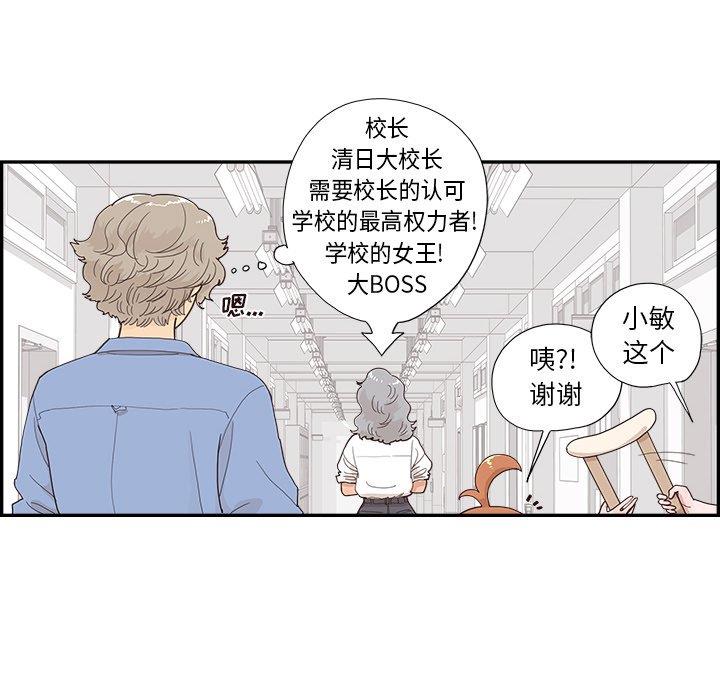 校长
清日大校长
需要校长的认可
学校的最高权力者!
学校的女王!
大BOSS
嗯...
小敏
这个
咦?!
谢谢